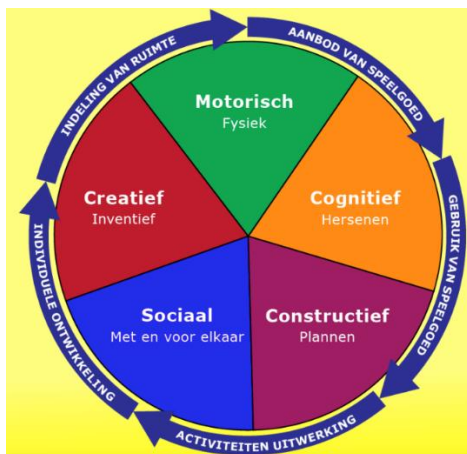 INDELING VAN RUIMTE
AANBOD VAN SPEELGOED
Motorisch
Fysiek
Creatief
Inventief
Cognitief
Hersenen
GEBRUIK VAN SPEELGOED
INDIVIDUELE ONTWIKKELING
Sociaal
Met en voor elkaar
Constructief
Plannen
ACTIVITEITEN UITWERKING